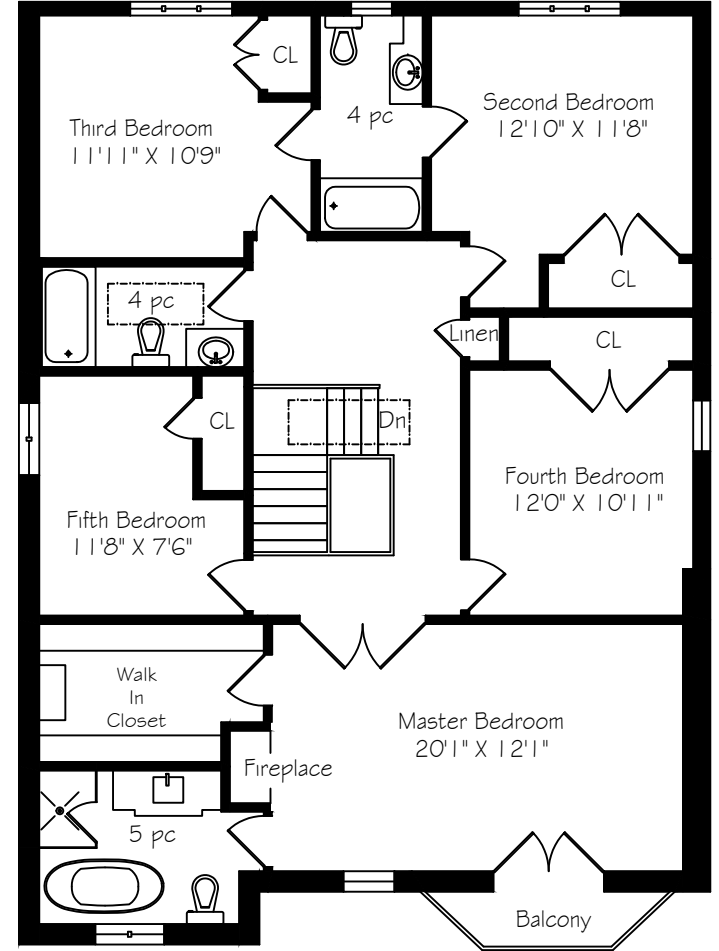 CL
Third Bedroom
11'11" X 10'9"
4 pc
Second Bedroom
12'10" X 11'8"
4 pc
CL
Linen
CL
CL
Dn
Fourth Bedroom
12'0" X 10'11"
Fifth Bedroom
11'8" X 7'6"
Walk
In
Closet
Master Bedroom
20'1" X 12'1"
Fireplace
5 pc
Balcony